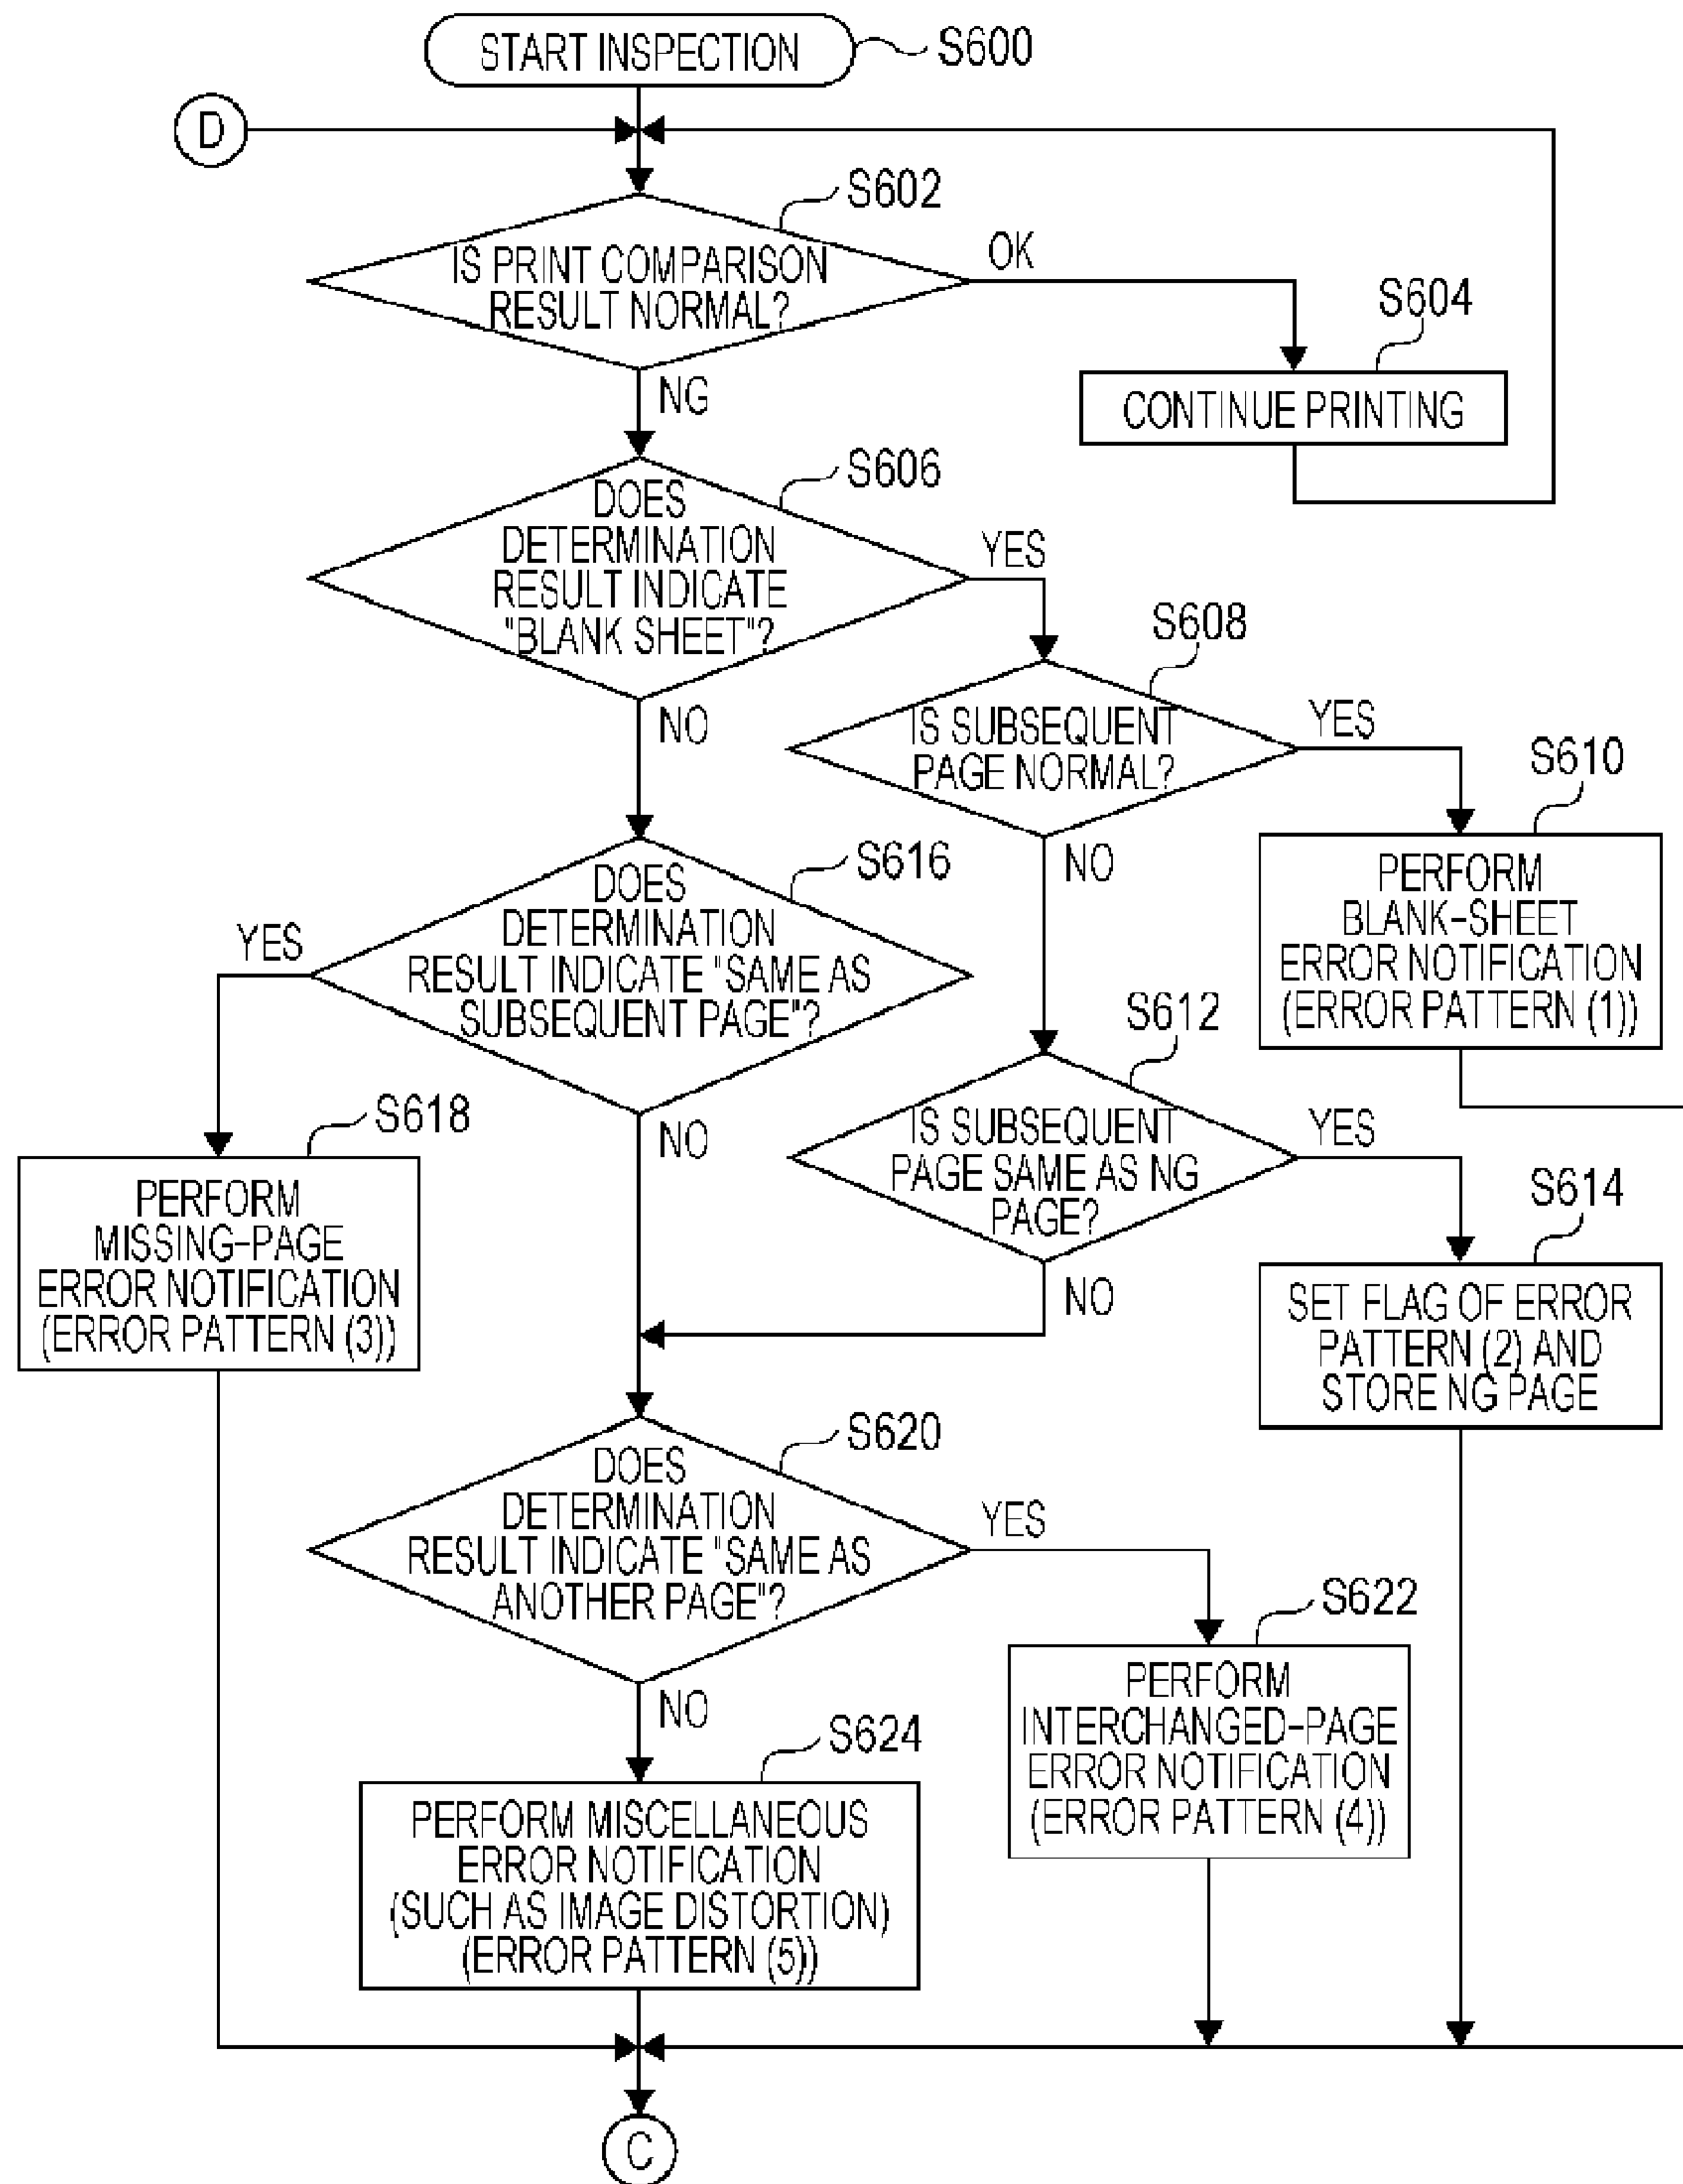 START INSPECTION
S600
D
S602
IS PRINT COMPARISON
RESULT NORMAL?
OK
S604
CONTINUE PRINTING
NG
S606
DOES
DETERMINATION
RESULT INDICATE
"BLANK SHEET"?
YES
NO
S608
IS SUBSEQUENT
PAGE NORMAL?
YES
NO
S610
PERFORM
BLANK-SHEET
ERROR NOTIFICATION
(ERROR PATTERN (1))
S616
DOES
DETERMINATION
RESULT INDICATE "SAME AS
SUBSEQUENT PAGE"?
YES
NO
S612
IS SUBSEQUENT
PAGE SAME AS NG
PAGE?
YES
NO
S618
PERFORM
MISSING-PAGE
ERROR NOTIFICATION
(ERROR PATTERN (3))
S614
SET FLAG OF ERROR
PATTERN (2) AND
STORE NG PAGE
S620
DOES
DETERMINATION
RESULT INDICATE "SAME AS
ANOTHER PAGE"?
YES
NO
S622
PERFORM
INTERCHANGED-PAGE
ERROR NOTIFICATION
(ERROR PATTERN (4))
S624
PERFORM MISCELLANEOUS
ERROR NOTIFICATION
(SUCH AS IMAGE DISTORTION)
(ERROR PATTERN (5))
C